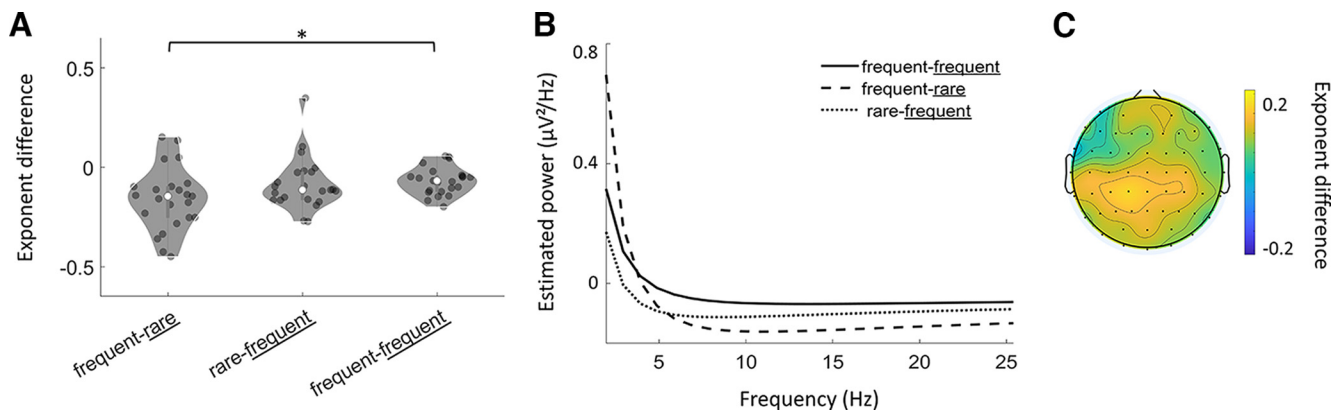 A
Exponent difference
0.5
0
-0.5
*
frequent-rare
rare-frequent
frequent-frequent
B
Estimated power (µV²/Hz)
0.8
0.4
0
5
10
15
20
25
Frequency (Hz)
frequent-frequent
frequent-rare
rare-frequent
C
0.2
-0.2
Exponent difference